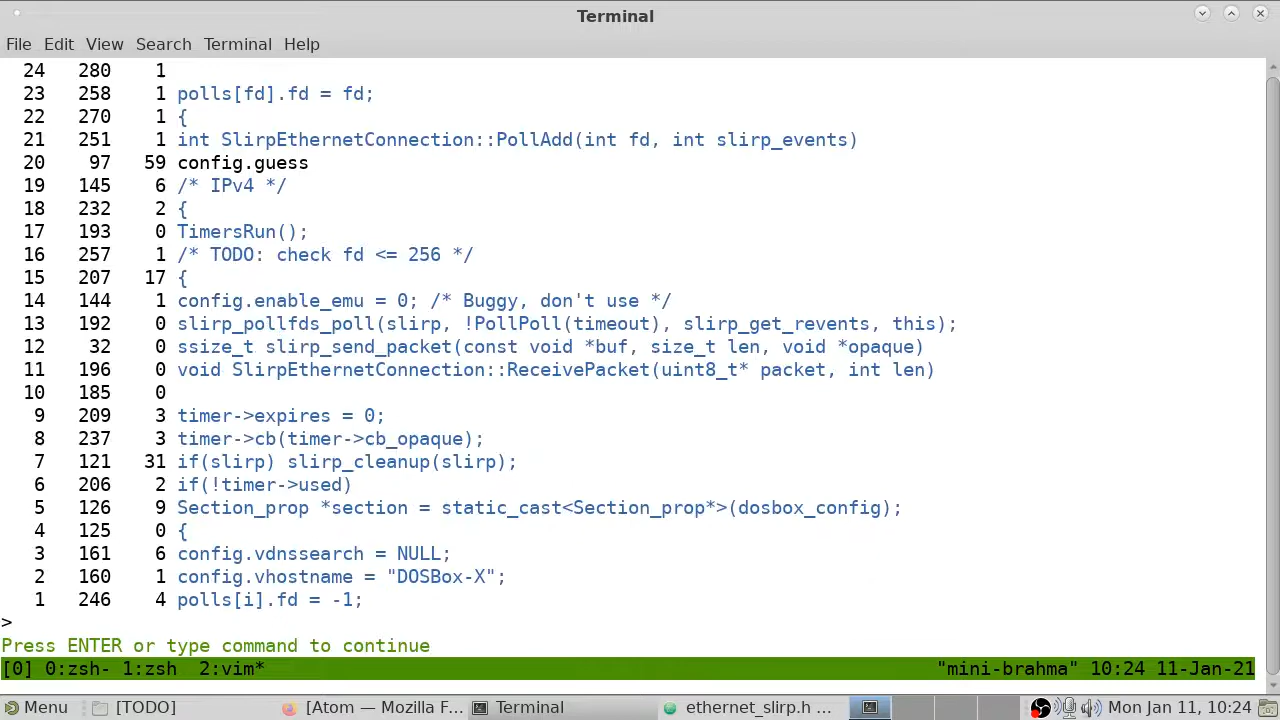 Terminal
File Edit View Search Terminal Help
24 280 1
23 258 1 polls[fd].fd = fd;
22 270 1 {
21 251 1 int SlirpEthernetConnection::PollAdd(int fd, int slirp_events)
20 97 59 config.guess
19 145 6 /* IPv4 */
18 232 2 {
17 193 0 TimersRun();
16 257 1 /* TODO: check fd <= 256 */
15 207 17 {
14 144 1 config.enable_emu = 0; /* Buggy, don't use */
13 192 0 slirp_pollfds_poll(slirp, !PollPoll(timeout), slirp_get_revents, this);
12 32 0 ssize_t slirp_send_packet(const void *buf, size_t len, void *opaque)
11 196 0 void SlirpEthernetConnection::ReceivePacket(uint8_t* packet, int len)
10 185 0
9 209 3 timer->expires = 0;
8 237 3 timer->cb(timer->cb_opaque);
7 121 31 if(slirp) slirp_cleanup(slirp);
6 206 2 if(!timer->used)
5 126 9 Section_prop *section = static_cast<Section_prop*>(dosbox_config);
4 125 0 {
3 161 6 config.vdnssearch = NULL;
2 160 1 config.vhostname = "DOSBox-X";
1 246 4 polls[i].fd = -1;
>
Press ENTER or type command to continue
[0] 0:zsh- 1:zsh 2:vim* "mini-brahma" 10:24 11-Jan-21
Menu [TODO] [Atom — Mozilla F... Terminal ethernet_slirp.h ... Mon Jan 11, 10:24